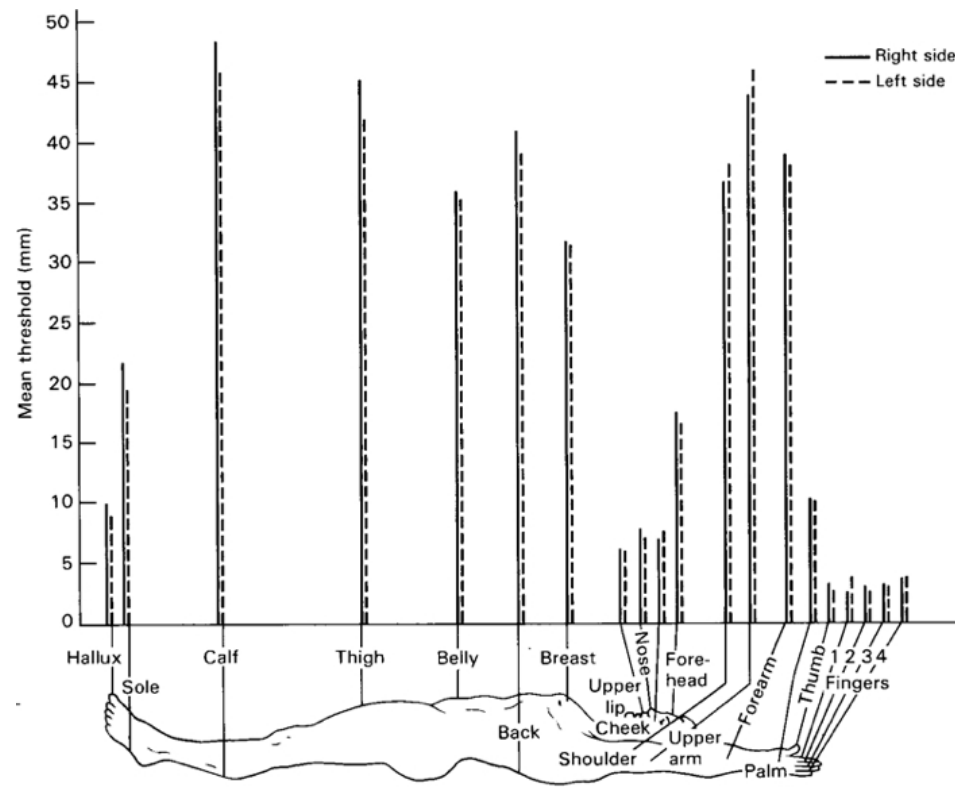 50
45
40
35
30
25
20
15
10
5
0
Mean threshold (mm)
Right side
Left side
Hallux
Sole
Calf
Thigh
Belly
Back
Breast
Upper
lip
Nose
Cheek
Fore-
head
Shoulder
Upper
arm
Forearm
Palm
Thumb
1 2 3 4
Fingers